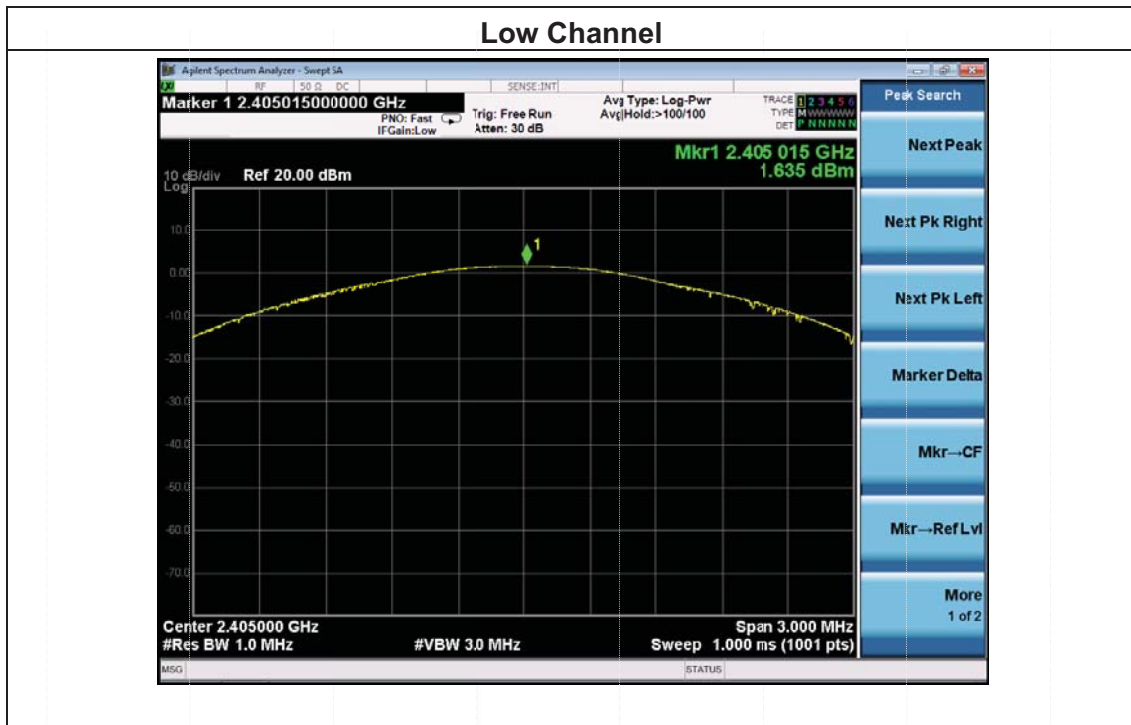 Low Channel
Agilent Spectrum Analyzer - Swept SA
RF 50 Ω DC SENSE:INT
Marker 1 2.405015000000 GHz
PNO: Fast
IFGain:Low
Trig: Free Run
Atten: 30 dB
Avg Type: Log-Pwr
Avg|Hold:>100/100
TRACE 1 2 3 4 5 6
TYPE M W W W W W
DET P N N N N N
Mkr1 2.405 015 GHz
1.635 dBm
10 dB/div Ref 20.00 dBm
Log
10.0
0.00
-10.0
-20.0
-30.0
-40.0
-50.0
-60.0
-70.0
1
Center 2.405000 GHz
#Res BW 1.0 MHz
#VBW 3.0 MHz
Span 3.000 MHz
Sweep 1.000 ms (1001 pts)
MSG
STATUS
Peak Search
Next Peak
Next Pk Right
Next Pk Left
Marker Delta
Mkr→CF
Mkr→Ref Lvl
More
1 of 2